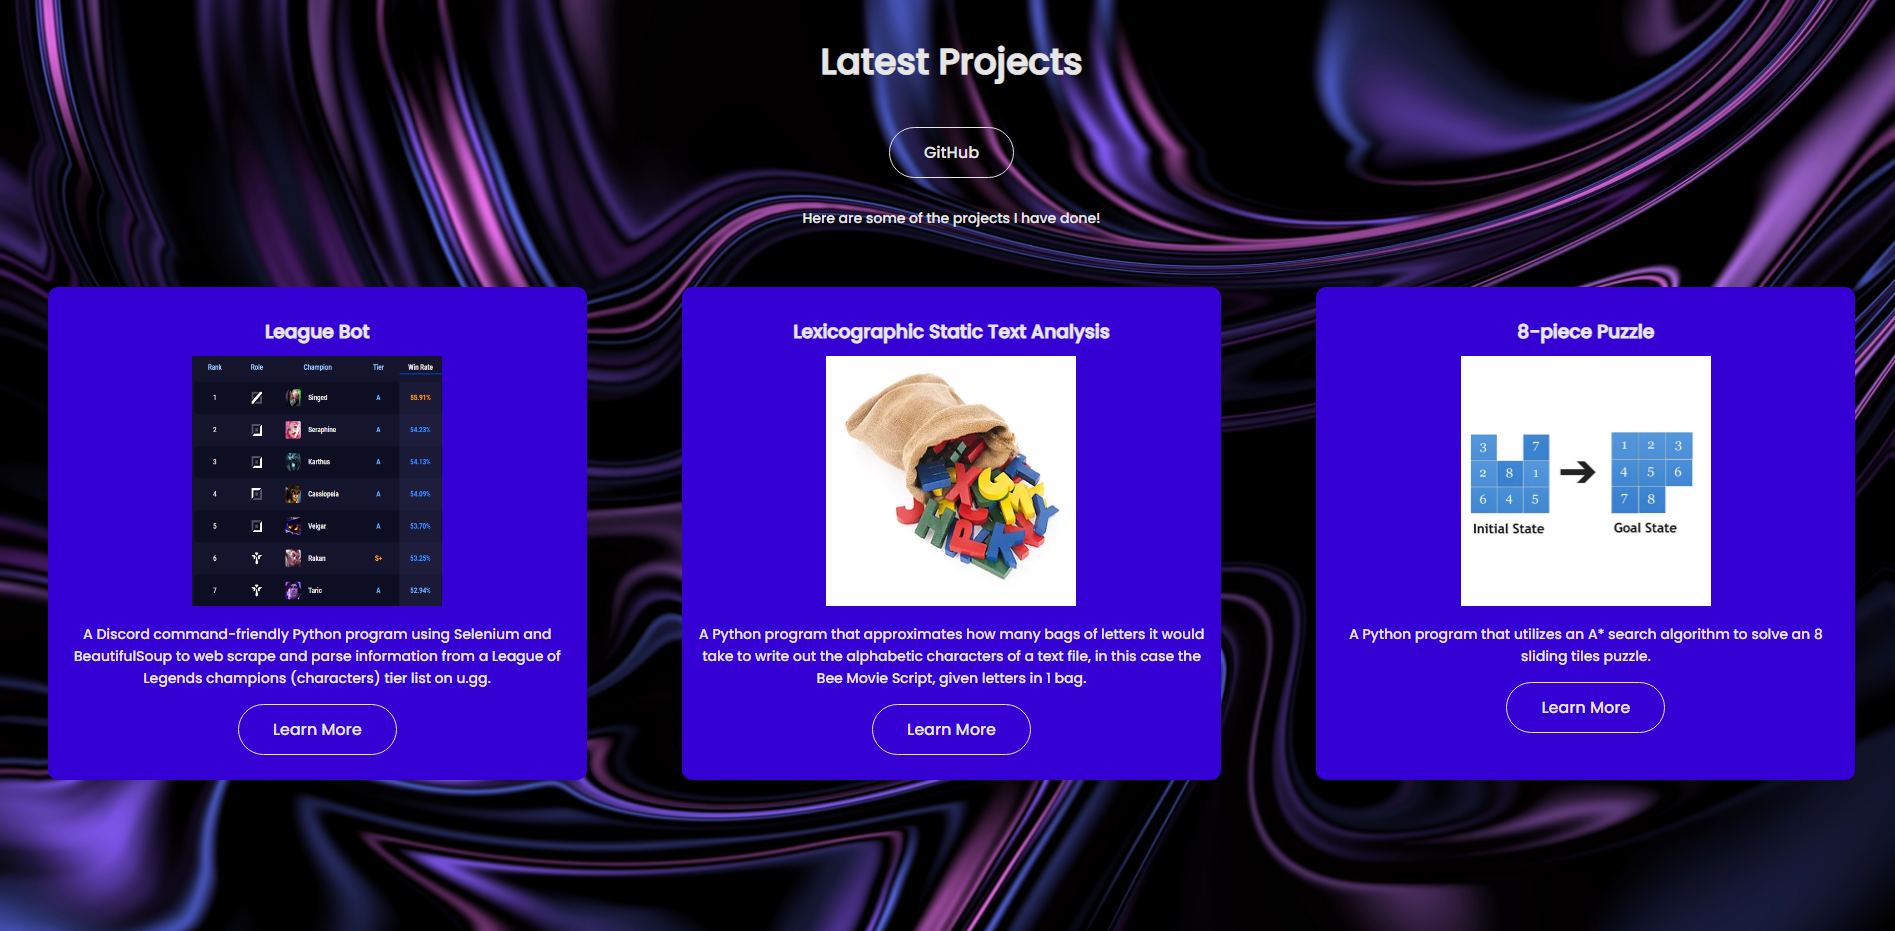 Latest Projects
GitHub
Here are some of the projects I have done!
League Bot
Rank Role Champion Tier Win Rate
1 Singed A 55.91%
2 Seraphine A 54.23%
3 Karthus A 54.13%
4 Cassiopeia A 54.09%
5 Veigar A 53.70%
6 Rakan S+ 53.25%
7 Taric A 52.94%
A Discord command-friendly Python program using Selenium and
BeautifulSoup to web scrape and parse information from a League of
Legends champions (characters) tier list on u.gg.
Learn More
Lexicographic Static Text Analysis
A Python program that approximates how many bags of letters it would
take to write out the alphabetic characters of a text file, in this case the
Bee Movie Script, given letters in 1 bag.
Learn More
8-piece Puzzle
3 7
2 8 1
6 4 5
Initial State
1 2 3
4 5 6
7 8
Goal State
A Python program that utilizes an A* search algorithm to solve an 8
sliding tiles puzzle.
Learn More